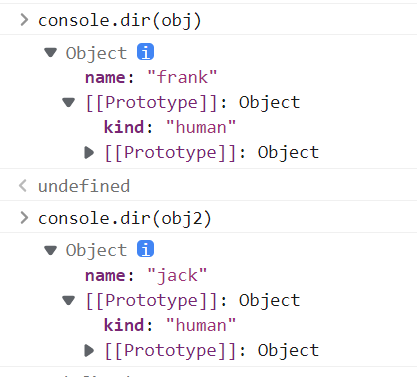 console.dir(obj)
Object i
name: "frank"
[[Prototype]]: Object
kind: "human"
[[Prototype]]: Object
undefined
console.dir(obj2)
Object i
name: "jack"
[[Prototype]]: Object
kind: "human"
[[Prototype]]: Object